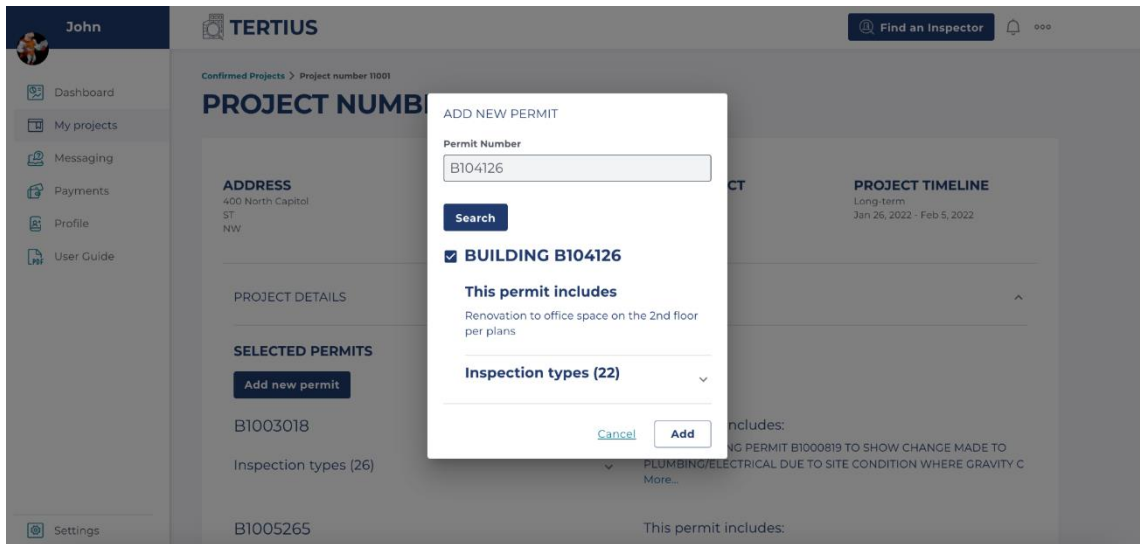 John
Dashboard
My projects
Messaging
Payments
Profile
User Guide
Settings
TERTIUS
Find an Inspector
Confirmed Projects > Project number 11001
PROJECT NUMB
ADDRESS
400 North Capitol
ST
NW
CT
PROJECT TIMELINE
Long-term
Jan 26, 2022 - Feb 5, 2022
PROJECT DETAILS
SELECTED PERMITS
Add new permit
B1003018
Inspection types (26)
ncludes:
NG PERMIT B1000819 TO SHOW CHANGE MADE TO
PLUMBING/ELECTRICAL DUE TO SITE CONDITION WHERE GRAVITY C
More...
B1005265
This permit includes:
ADD NEW PERMIT
Permit Number
B104126
Search
BUILDING B104126
This permit includes
Renovation to office space on the 2nd floor
per plans
Inspection types (22)
Cancel
Add